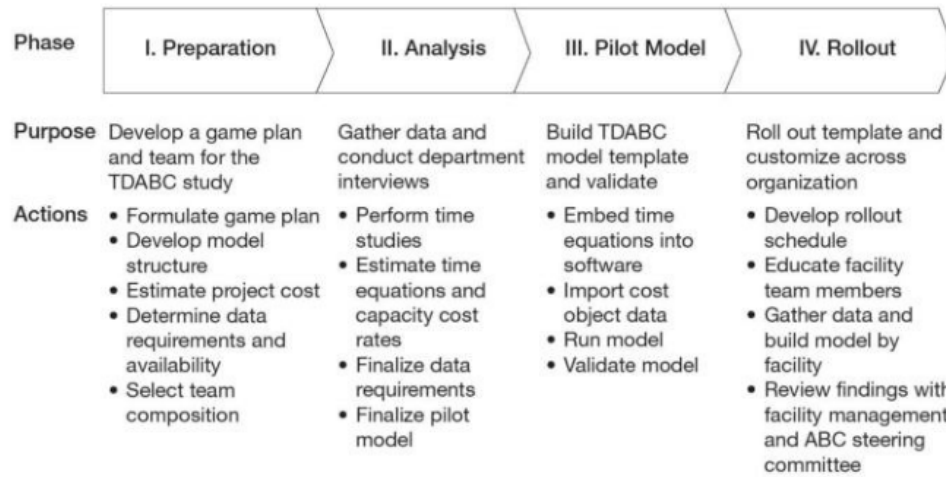 Phase
I. Preparation
II. Analysis
III. Pilot Model
IV. Rollout
Purpose
Develop a game plan
and team for the
TDABC study
Gather data and
conduct department
interviews
Build TDABC
model template
and validate
Roll out template and
customize across
organization
Actions
• Formulate game plan
• Develop model
structure
• Estimate project cost
• Determine data
requirements and
availability
• Select team
composition
• Perform time
studies
• Estimate time
equations and
capacity cost
rates
• Finalize data
requirements
• Finalize pilot
model
• Embed time
equations into
software
• Import cost
object data
• Run model
• Validate model
• Develop rollout
schedule
• Educate facility
team members
• Gather data and
build model by
facility
• Review findings with
facility management
and ABC steering
committee